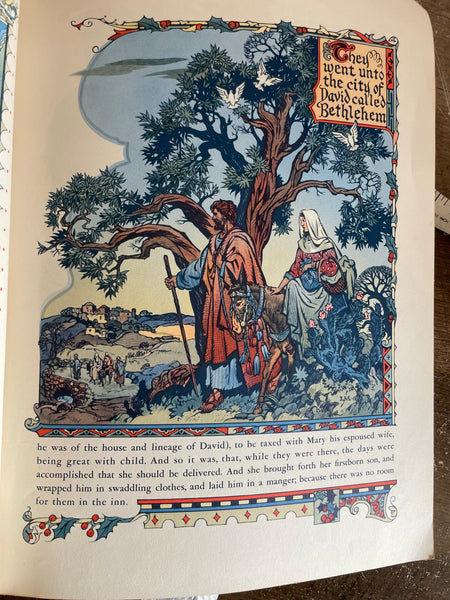 They
went unto
the city of
David called
Bethlehem
he was of the house and lineage of David), to be taxed with Mary his espoused wife,
being great with child. And so it was, that, while they were there, the days were
accomplished that she should be delivered. And she brought forth her firstborn son, and
wrapped him in swaddling clothes, and laid him in a manger; because there was no room
for them in the inn.